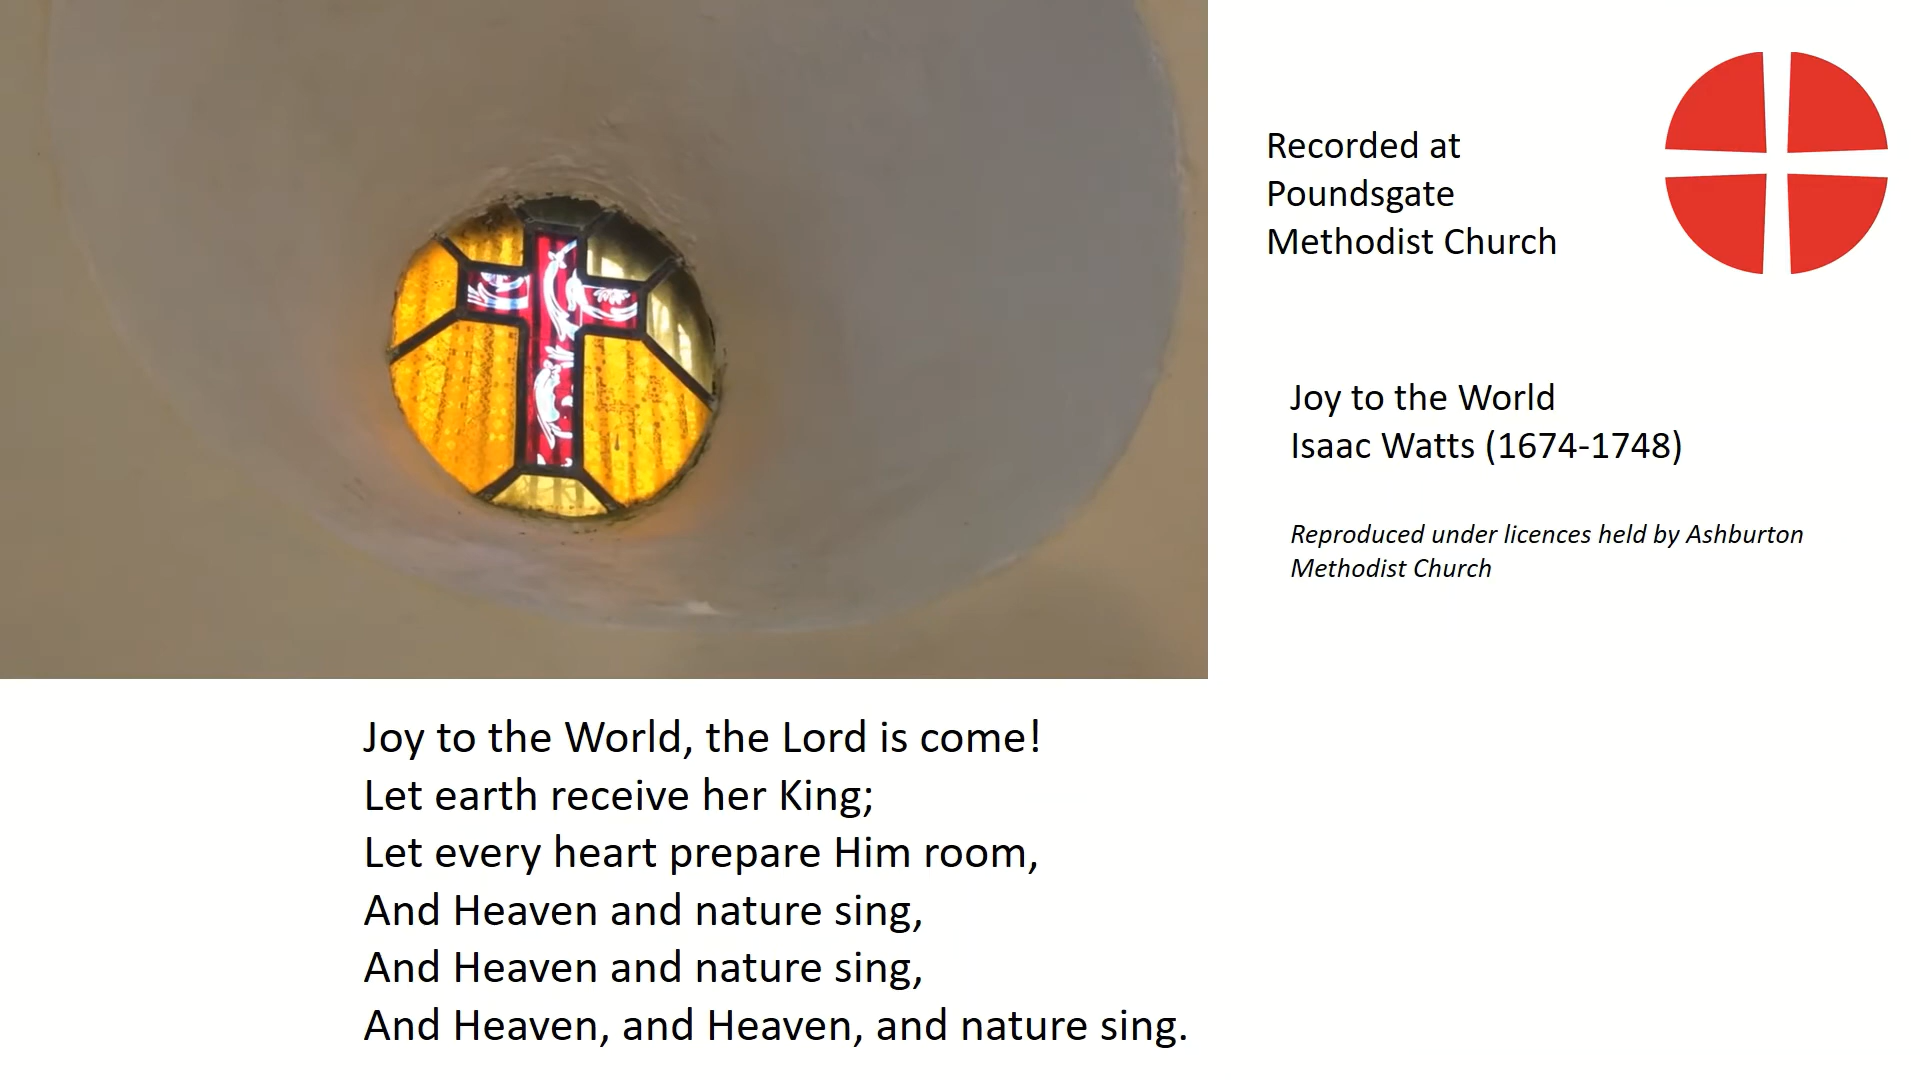 Recorded at
Poundsgate
Methodist Church
Joy to the World
Isaac Watts (1674-1748)
Reproduced under licences held by Ashburton
Methodist Church
Joy to the World, the Lord is come!
Let earth receive her King;
Let every heart prepare Him room,
And Heaven and nature sing,
And Heaven and nature sing,
And Heaven, and Heaven, and nature sing.